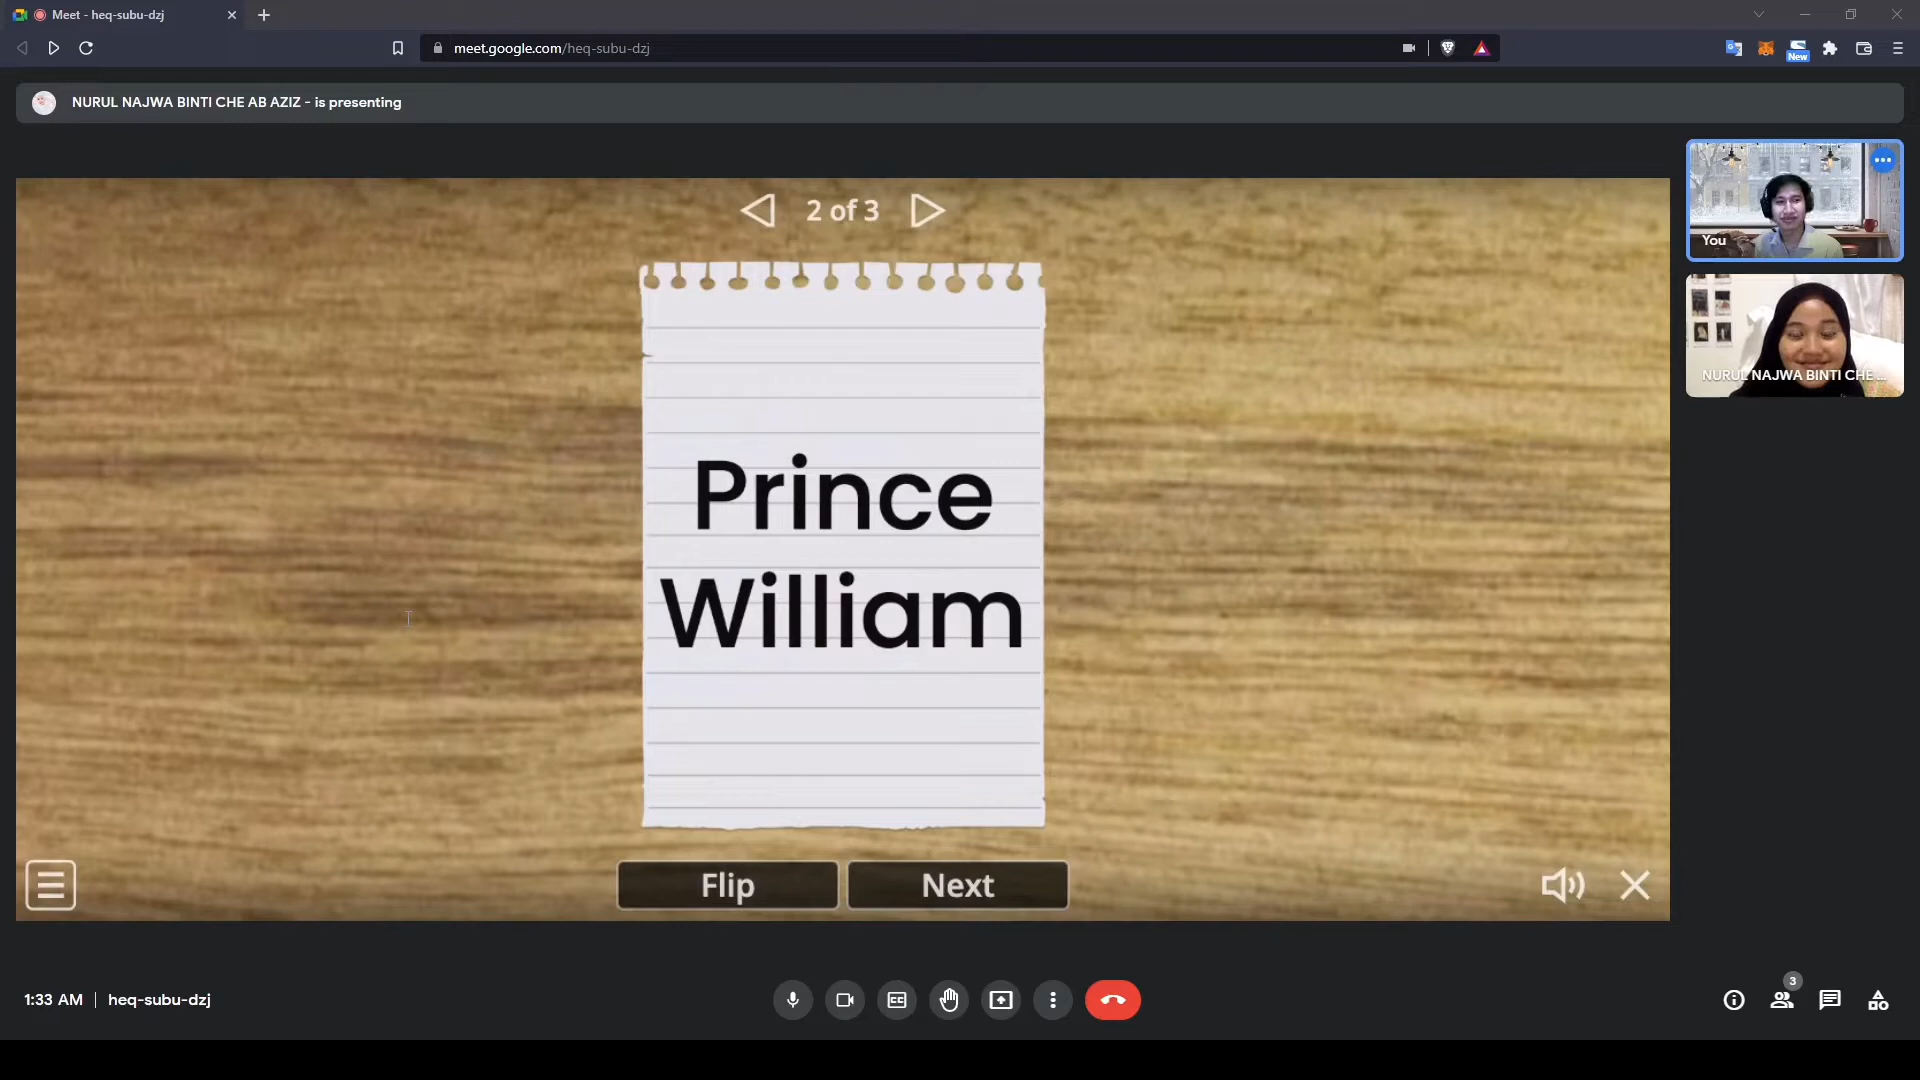 Meet - heq-subu-dzj
meet.google.com/heq-subu-dzj
New
NURUL NAJWA BINTI CHE AB AZIZ - is presenting
2 of 3
You
NURUL NAJWA BINTI CHE ...
Prince
William
Flip
Next
1:33 AM | heq-subu-dzj
3